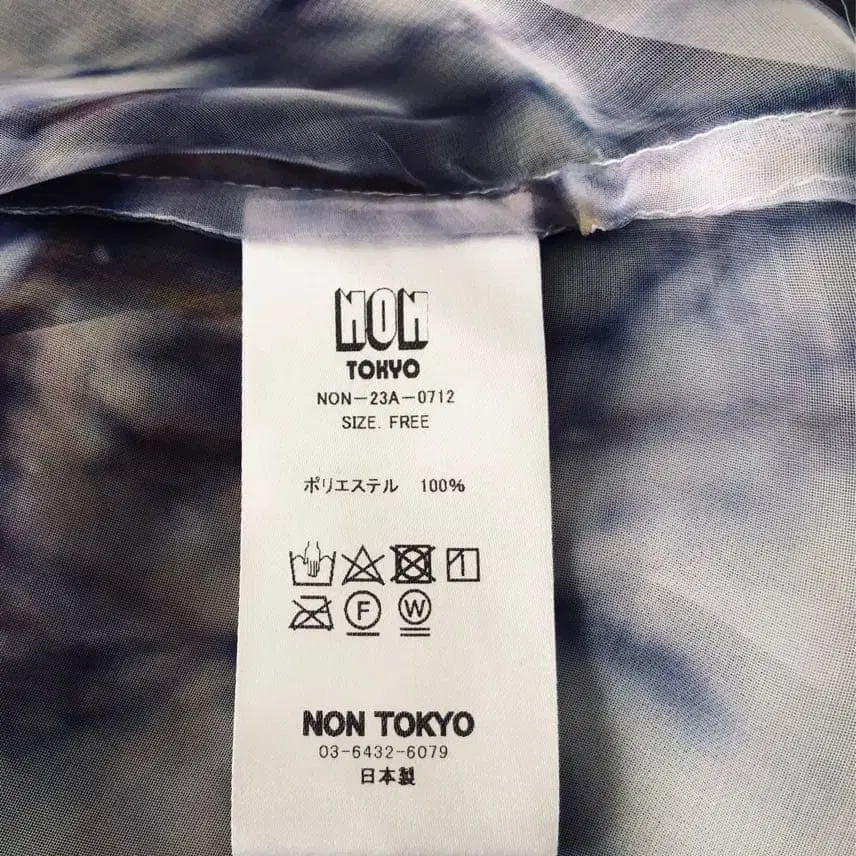 NON
TOKYO
NON-23A-0712
SIZE. FREE
ポリエステル 100%
F W
NON TOKYO
03-6432-6079
日本製